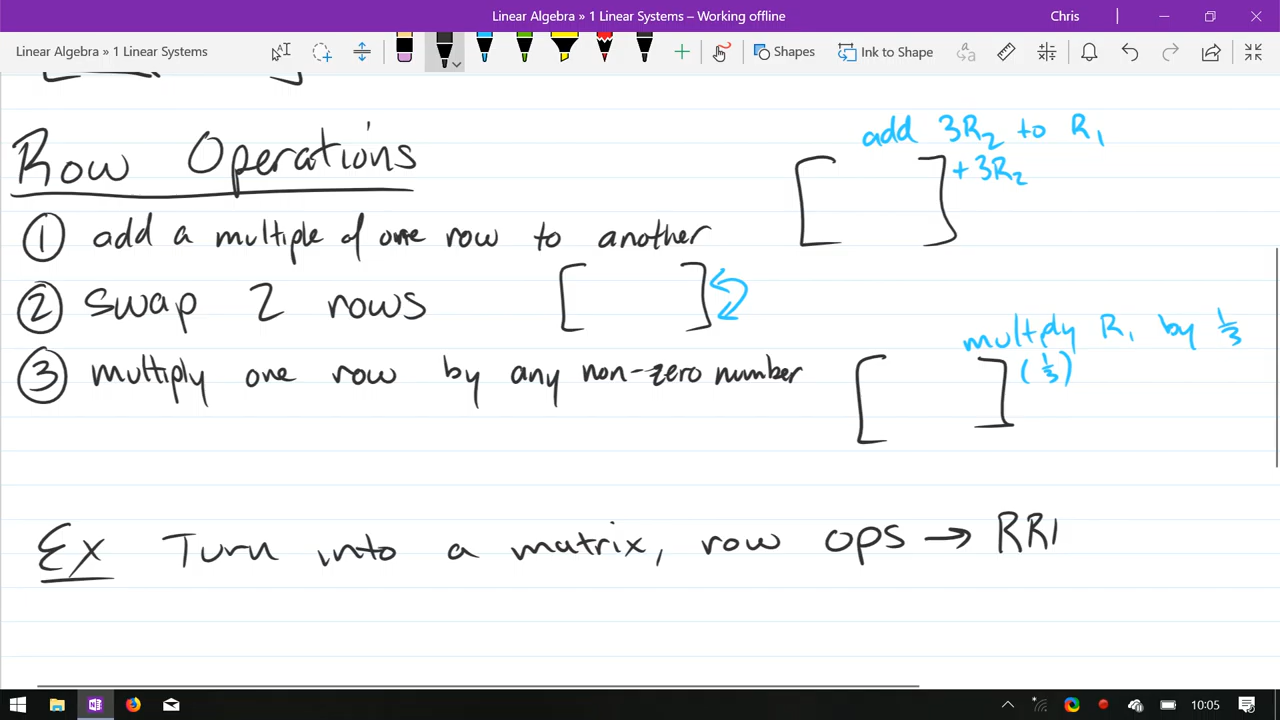 Linear Algebra » 1 Linear Systems – Working offline
Chris
Linear Algebra » 1 Linear Systems
Shapes
Ink to Shape
Row Operations
add 3R2 to R1
+3R2
① add a multiple of one row to another
② swap 2 rows
③ multiply one row by any non-zero number
multply R1 by 1/3
(1/3)
Ex Turn into a matrix, row ops → RRI
10:05